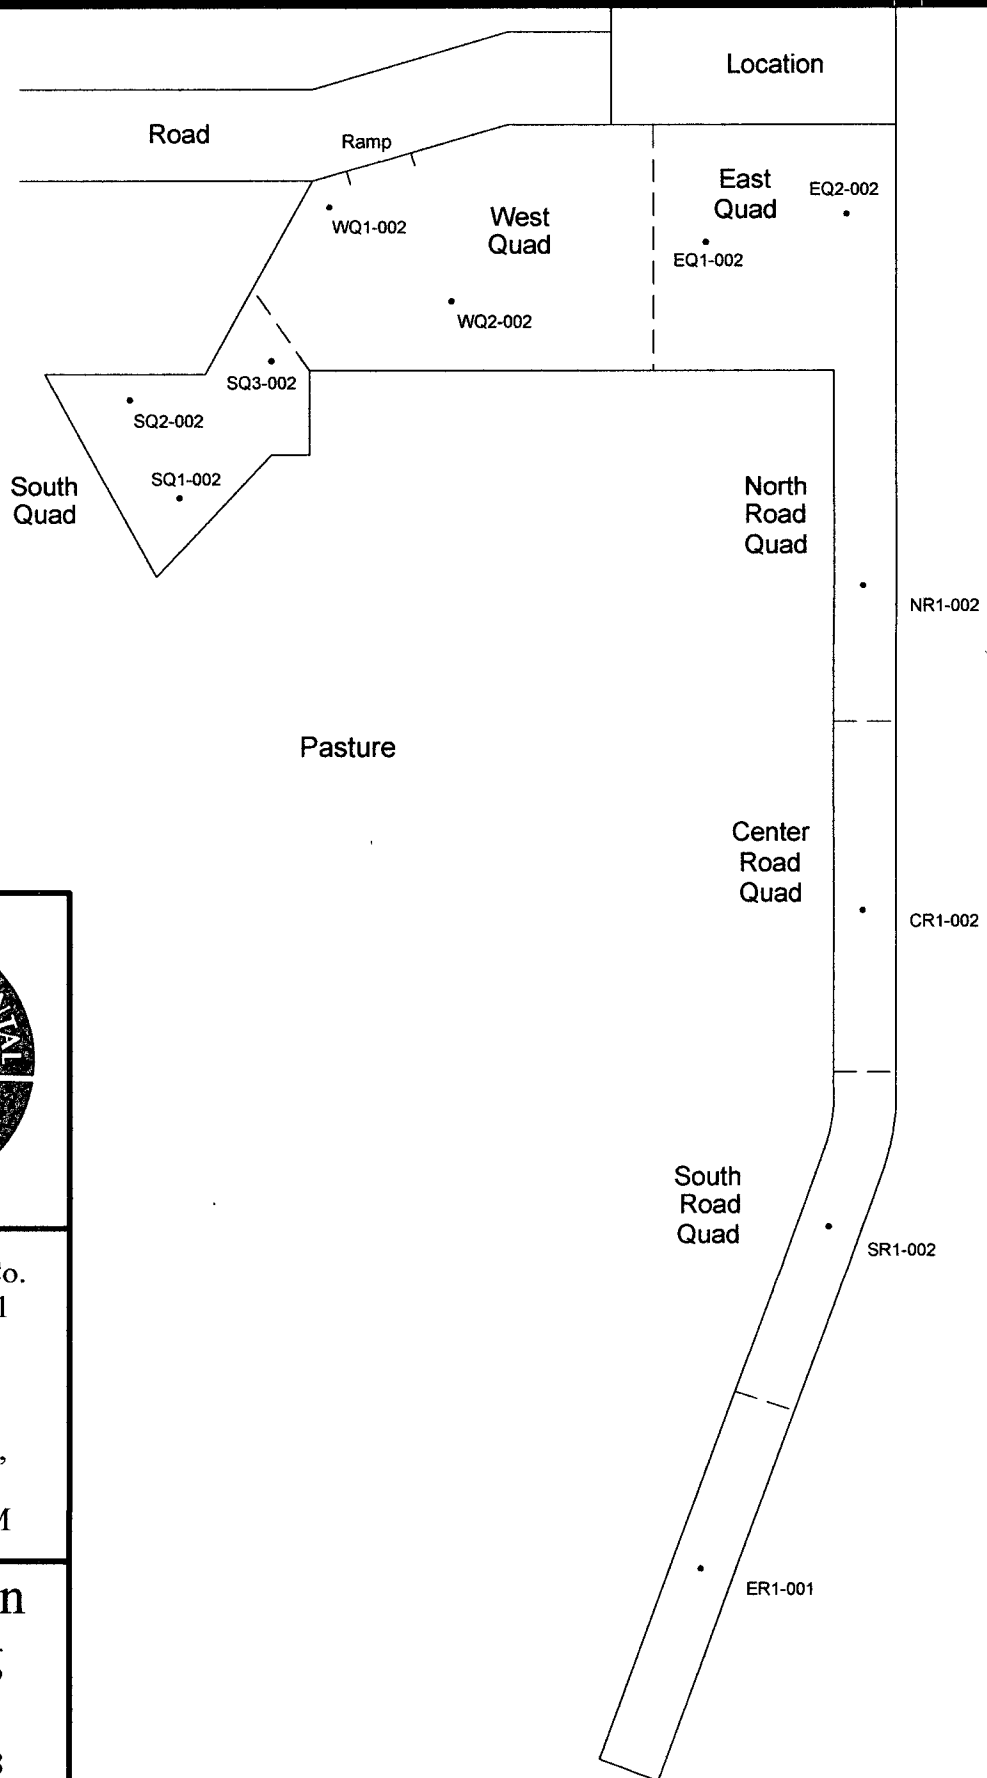 Location
Road
Ramp
East
Quad
EQ2-002
WQ1-002
West
Quad
EQ1-002
WQ2-002
SQ3-002
SQ2-002
SQ1-002
South
Quad
North
Road
Quad
NR1-002
Pasture
Center
Road
Quad
CR1-002
South
Road
Quad
SR1-002
ER1-001